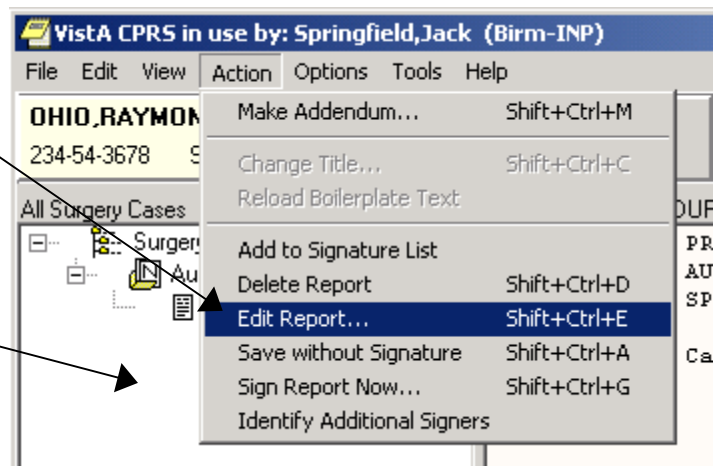 VistA CPRS in use by: Springfield,Jack (Birm-INP)
File Edit View Action Options Tools Help
OHIO,RAYMON
234-54-3678 S
All Surgery Cases
Surgery
Au
Make Addendum... Shift+Ctrl+M
Change Title... Shift+Ctrl+C
Reload Boilerplate Text
Add to Signature List
Delete Report Shift+Ctrl+D
Edit Report... Shift+Ctrl+E
Save without Signature Shift+Ctrl+A
Sign Report Now... Shift+Ctrl+G
Identify Additional Signers
OUR
PR
AU
SP
Ca